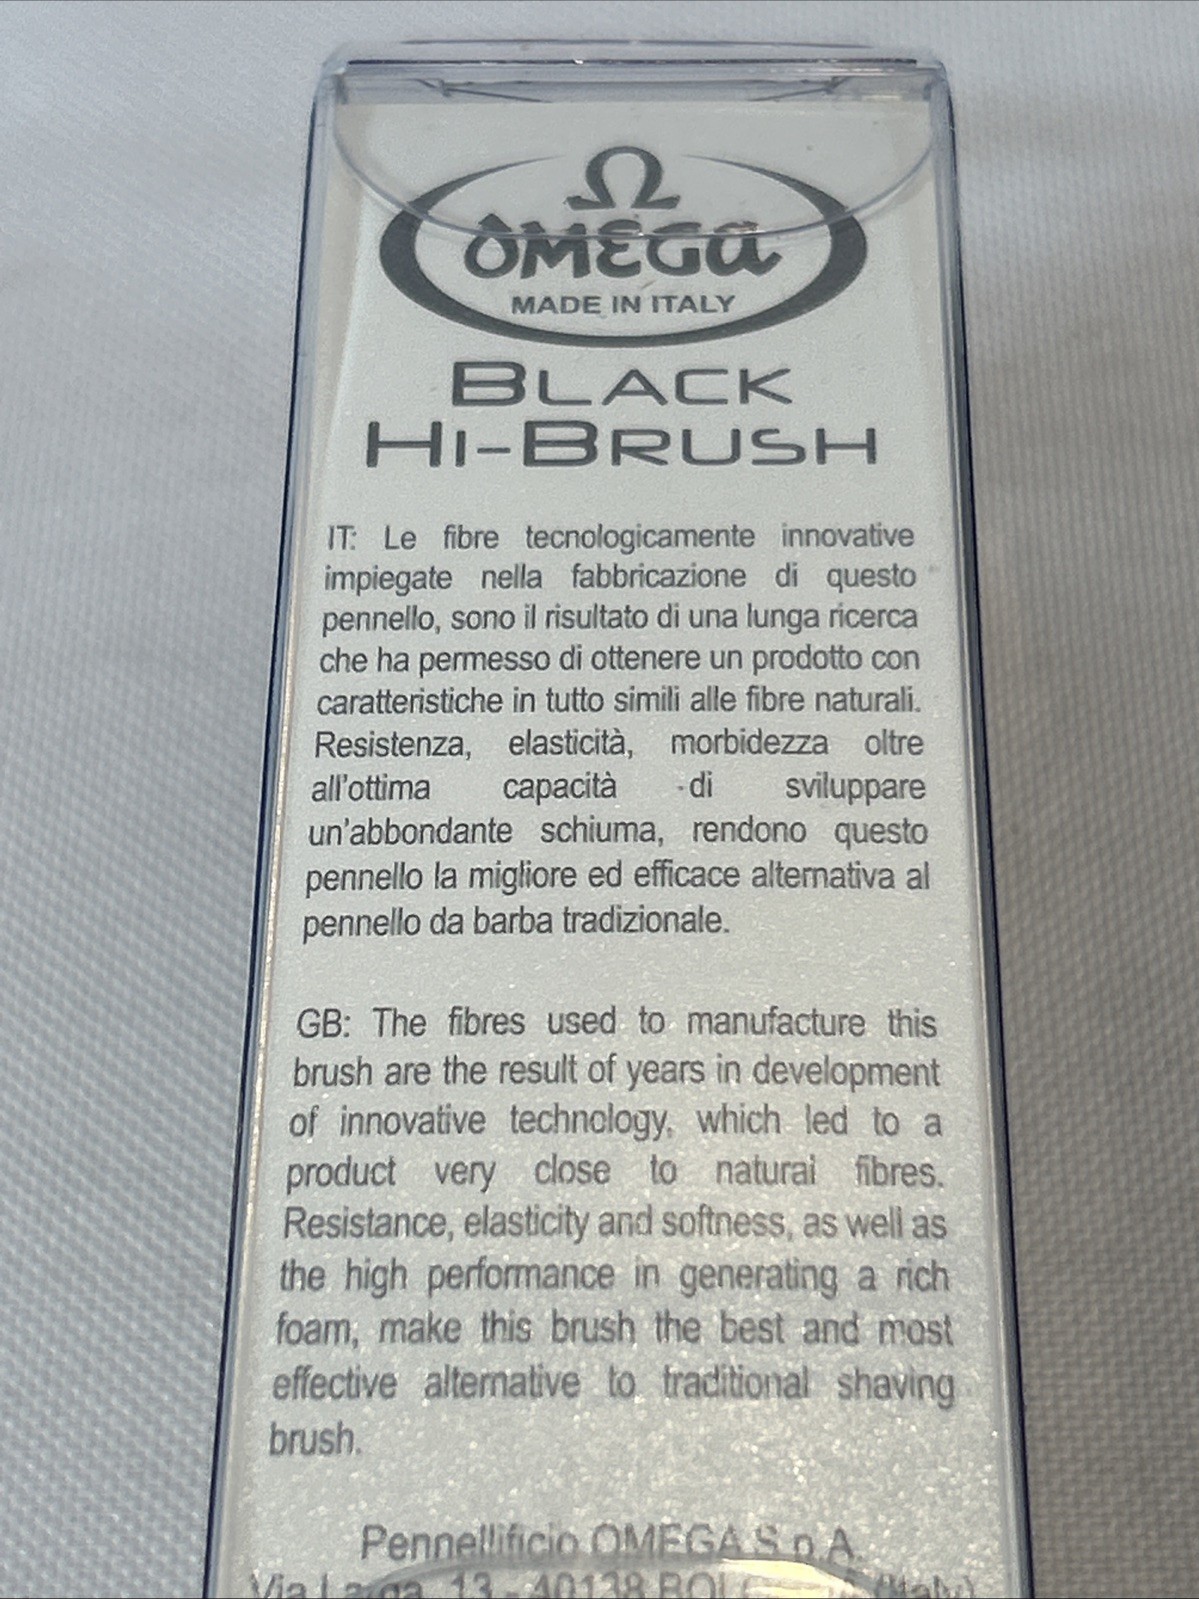 Ω
OMEGA
MADE IN ITALY
BLACK
HI-BRUSH
IT: Le fibre tecnologicamente innovative
impiegate nella fabbricazione di questo
pennello, sono il risultato di una lunga ricerca
che ha permesso di ottenere un prodotto con
caratteristiche in tutto simili alle fibre naturali.
Resistenza, elasticità, morbidezza oltre
all'ottima capacità di sviluppare
un'abbondante schiuma, rendono questo
pennello la migliore ed efficace alternativa al
pennello da barba tradizionale.
GB: The fibres used to manufacture this
brush are the result of years in development
of innovative technology, which led to a
product very close to natural fibres.
Resistance, elasticity and softness, as well as
the high performance in generating a rich
foam, make this brush the best and most
effective alternative to traditional shaving
brush.
Pennellificio OMEGA S.p.A.
Via Larga, 13 - 40138 (Italy)